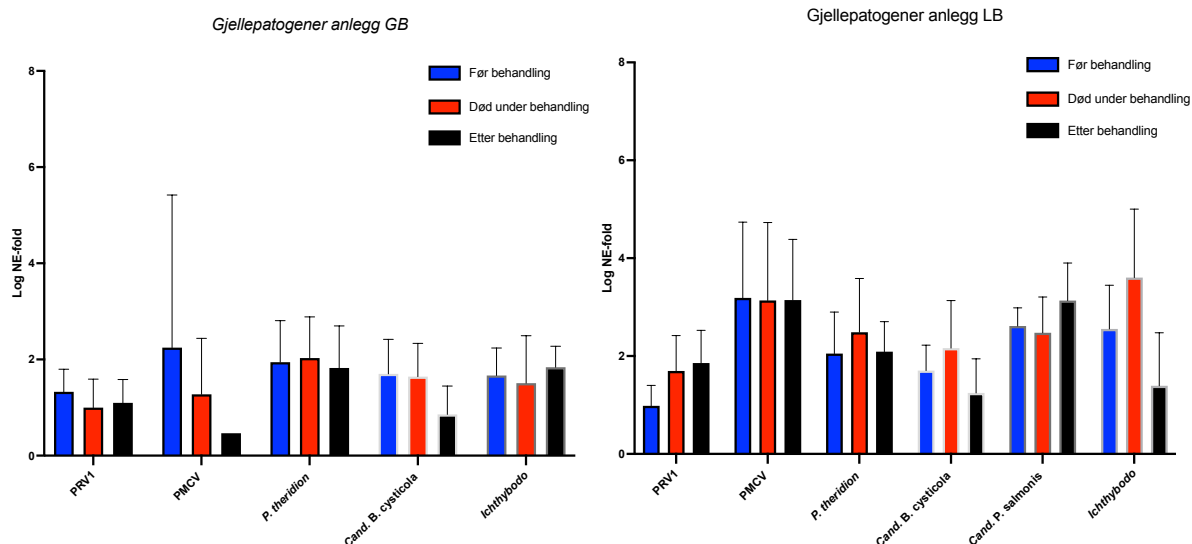 Gjellepatogener anlegg GB
Før behandling
Død under behandling
Etter behandling
Log NE-fold
8
6
4
2
0
PRV1
PMCV
P. theridion
Cand. B. cysticola
Ichthybodo
Gjellepatogener anlegg LB
Før behandling
Død under behandling
Etter behandling
Log NE-fold
8
6
4
2
0
PRV1
PMCV
P. theridion
Cand. B. cysticola
Cand. P. salmonis
Ichthybodo